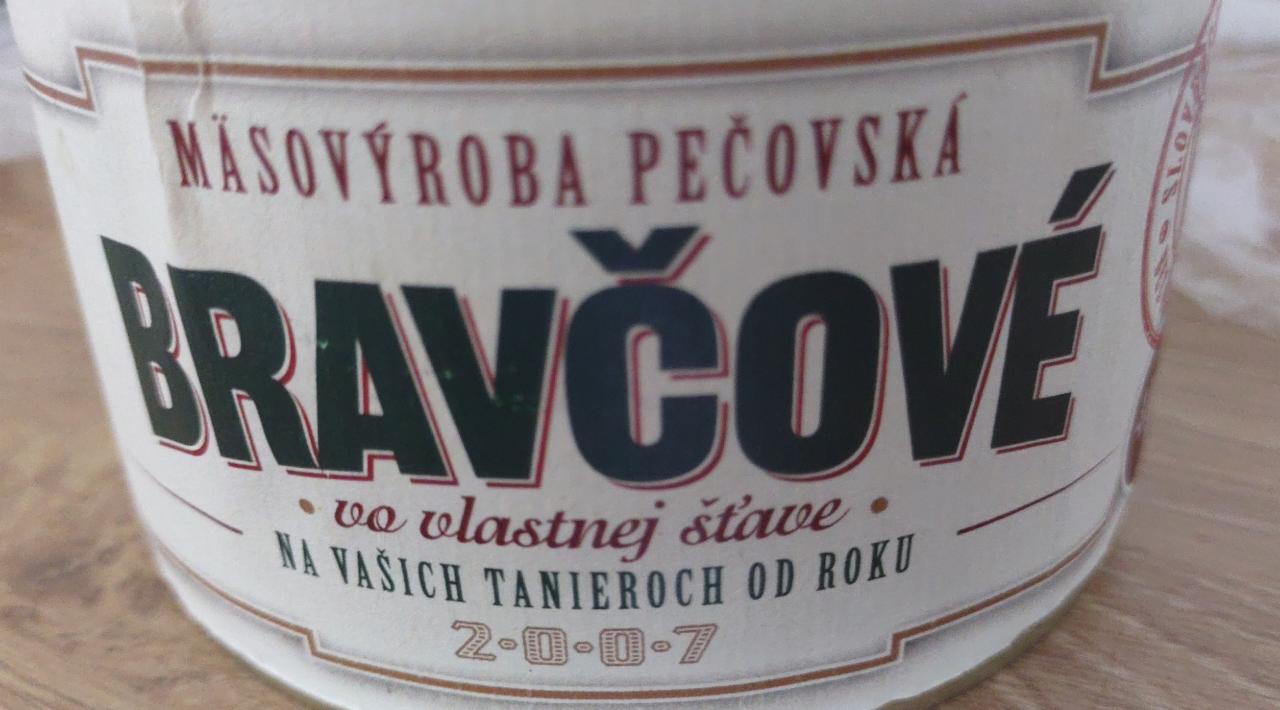 MÄSOVÝROBA PEČOVSKÁ
BRAVČOVÉ
• vo vlastnej šťave •
NA VAŠICH TANIEROCH OD ROKU
2•0•0•7